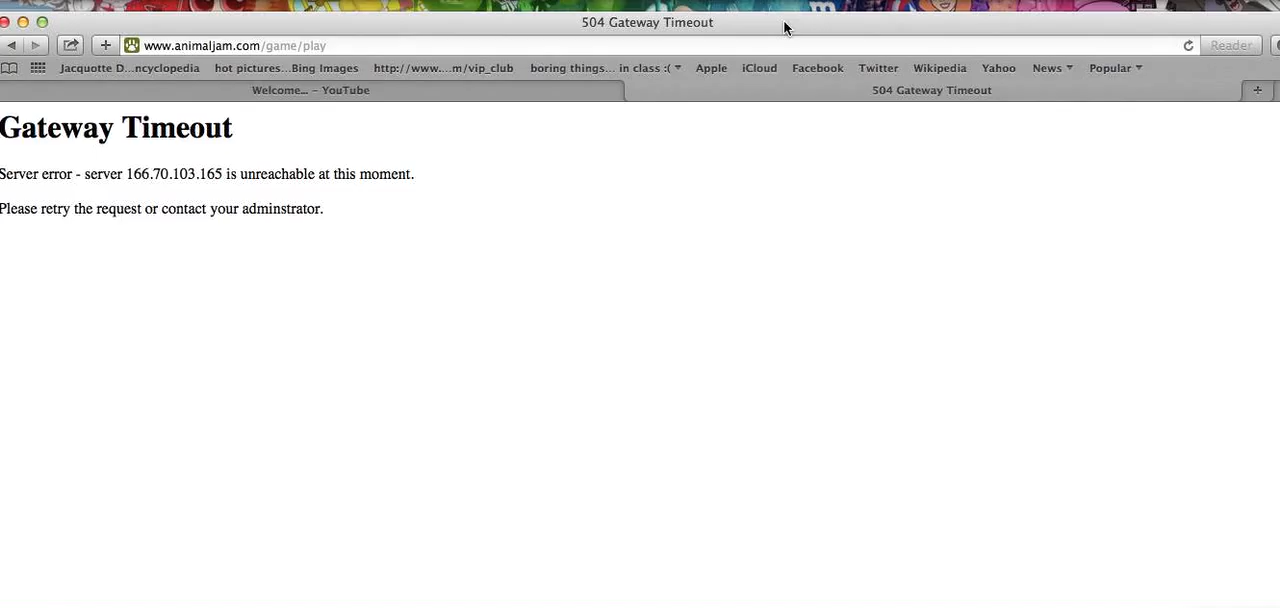 504 Gateway Timeout
www.animaljam.com/game/play
Reader
Jacquotte D...ncyclopedia hot pictures...Bing Images http://www....m/vip_club boring things... in class :( Apple iCloud Facebook Twitter Wikipedia Yahoo News Popular
Welcome... – YouTube 504 Gateway Timeout
Gateway Timeout
Server error - server 166.70.103.165 is unreachable at this moment.
Please retry the request or contact your adminstrator.